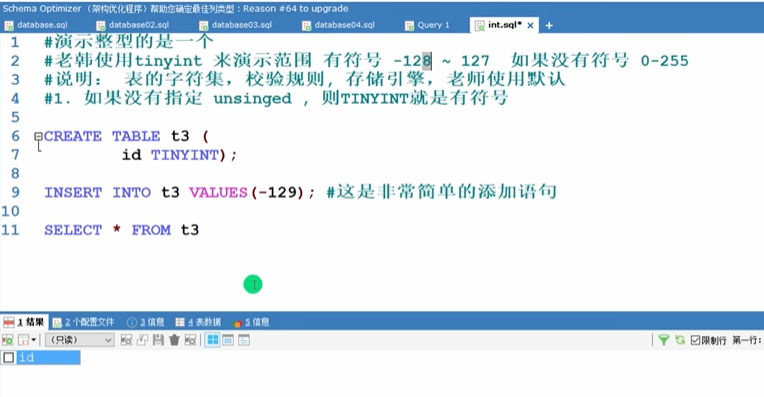 Schema Optimizer（架构优化程序）帮助您确定最佳列类型：Reason #64 to upgrade
database.sql database02.sql database03.sql database04.sql Query 1 int.sql* +
1 #演示整型的是一个
2 #老韩使用tinyint 来演示范围 有符号 -128 ~ 127 如果没有符号 0-255
3 #说明： 表的字符集，校验规则, 存储引擎，老师使用默认
4 #1. 如果没有指定 unsinged , 则TINYINT就是有符号
5
6 CREATE TABLE t3 (
7 id TINYINT);
8
9 INSERT INTO t3 VALUES(-129); #这是非常简单的添加语句
10
11 SELECT * FROM t3
1 结果 2 个配置文件 3 信息 4 表数据 5 信息
（只读） 限制行 第一行:
id